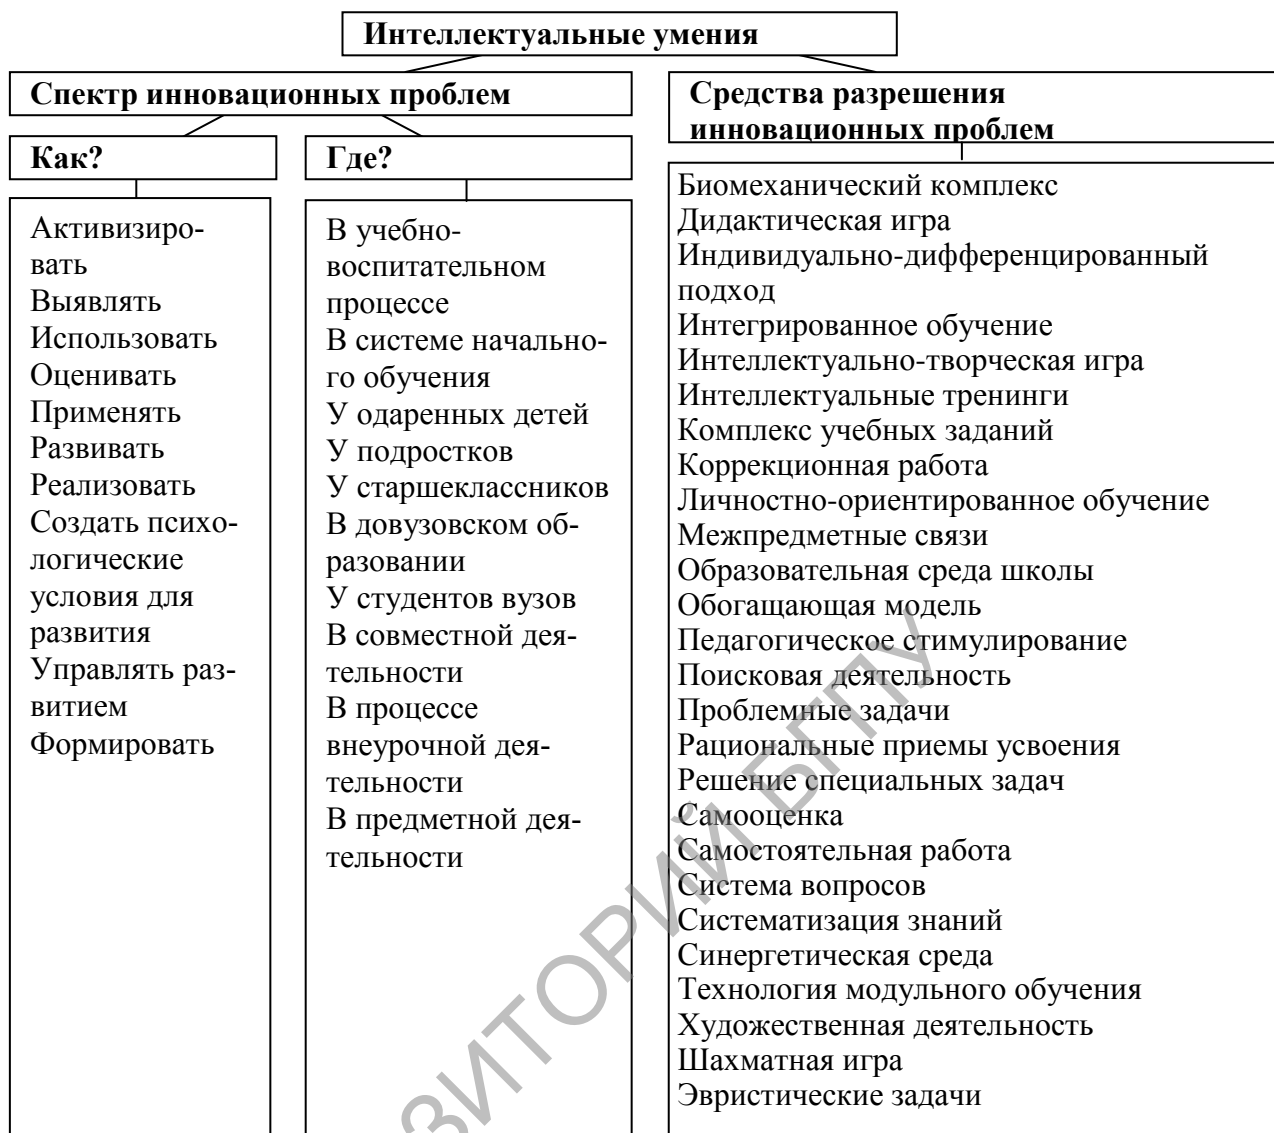 Интеллектуальные умения
Спектр инновационных проблем
Средства разрешения
инновационных проблем
Как?
Где?
Активизиро-
вать
Выявлять
Использовать
Оценивать
Применять
Развивать
Реализовать
Создать психо-
логические
условия для
развития
Управлять раз-
витием
Формировать
В учебно-
воспитательном
процессе
В системе начально-
го обучения
У одаренных детей
У подростков
У старшеклассников
В довузовском об-
разовании
У студентов вузов
В совместной дея-
тельности
В процессе
внеурочной дея-
тельности
В предметной дея-
тельности
Биомеханический комплекс
Дидактическая игра
Индивидуально-дифференцированный
подход
Интегрированное обучение
Интеллектуально-творческая игра
Интеллектуальные тренинги
Комплекс учебных заданий
Коррекционная работа
Личностно-ориентированное обучение
Межпредметные связи
Образовательная среда школы
Обогащающая модель
Педагогическое стимулирование
Поисковая деятельность
Проблемные задачи
Рациональные приемы усвоения
Решение специальных задач
Самооценка
Самостоятельная работа
Система вопросов
Систематизация знаний
Синергетическая среда
Технология модульного обучения
Художественная деятельность
Шахматная игра
Эвристические задачи
ЗИТОРИЙ БГПУ